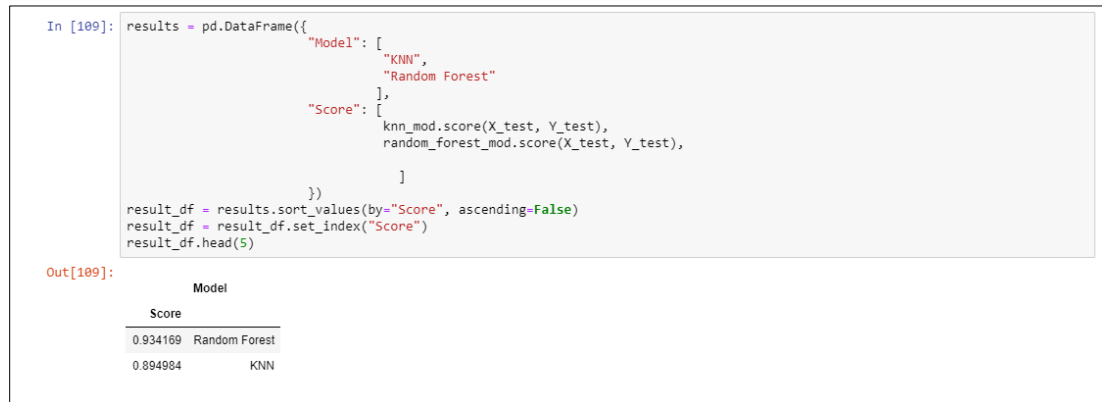 In [109]: results = pd.DataFrame({
"Model": [
"KNN",
"Random Forest"
],
"Score": [
knn_mod.score(X_test, Y_test),
random_forest_mod.score(X_test, Y_test),
]
})
result_df = results.sort_values(by="Score", ascending=False)
result_df = result_df.set_index("Score")
result_df.head(5)
Out[109]:
Model
Score
0.934169 Random Forest
0.894984 KNN